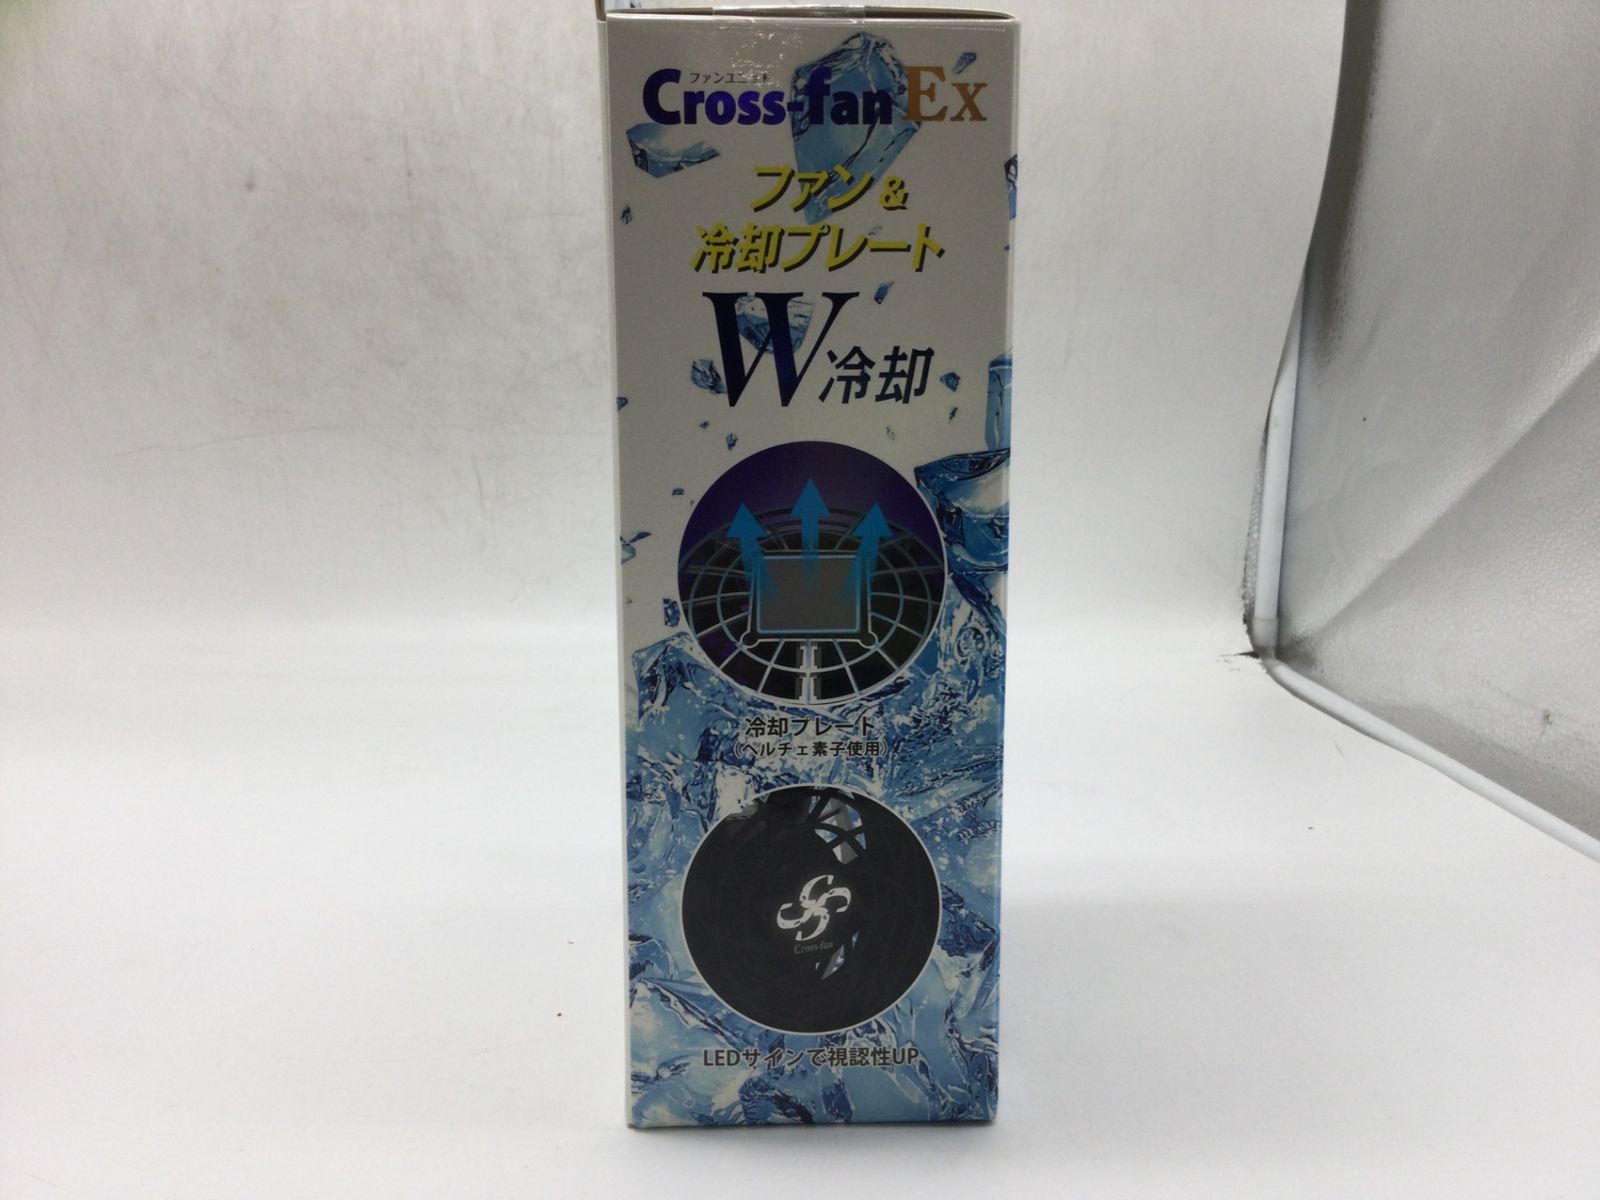 ファンユニット
Cross-fan Ex
ファン&
冷却プレート
W冷却
冷却プレート
(ペルチェ素子使用)
Cross-fan
LEDサインで視認性UP